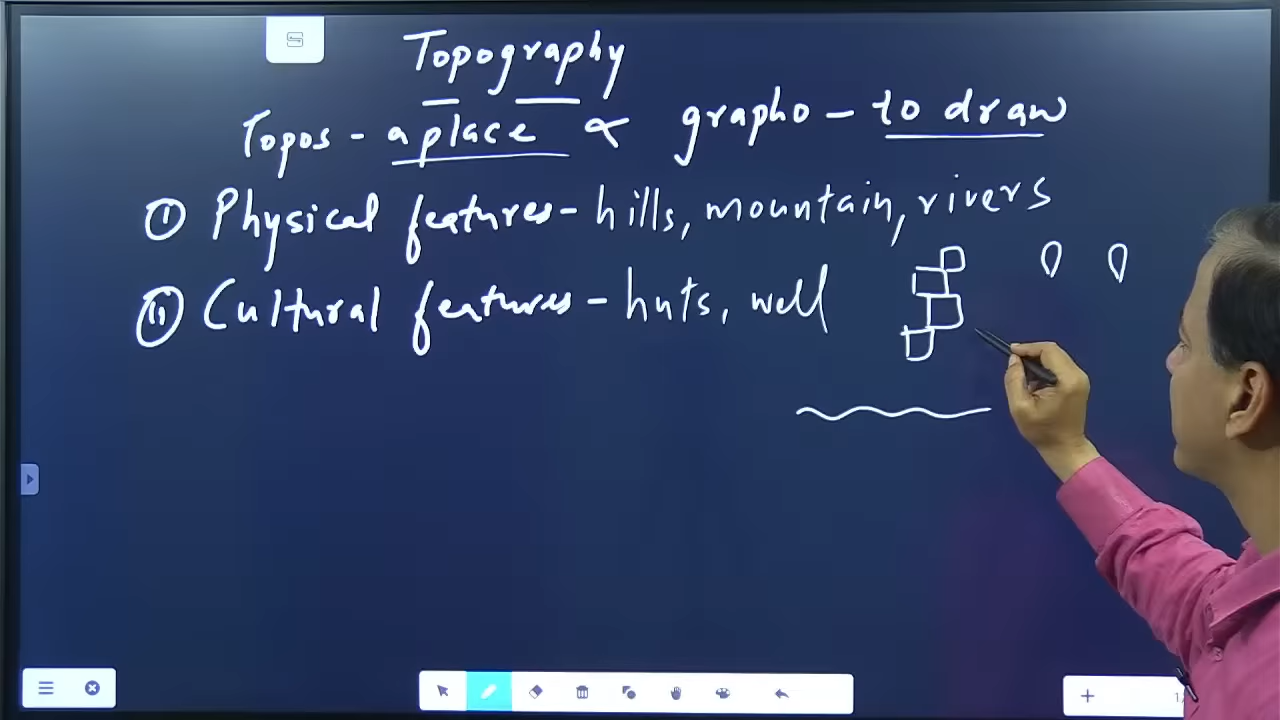 Topography
Topos - a place & grapho - to draw
(i) Physical features - hills, mountain, rivers
(ii) Cultural features - huts, well